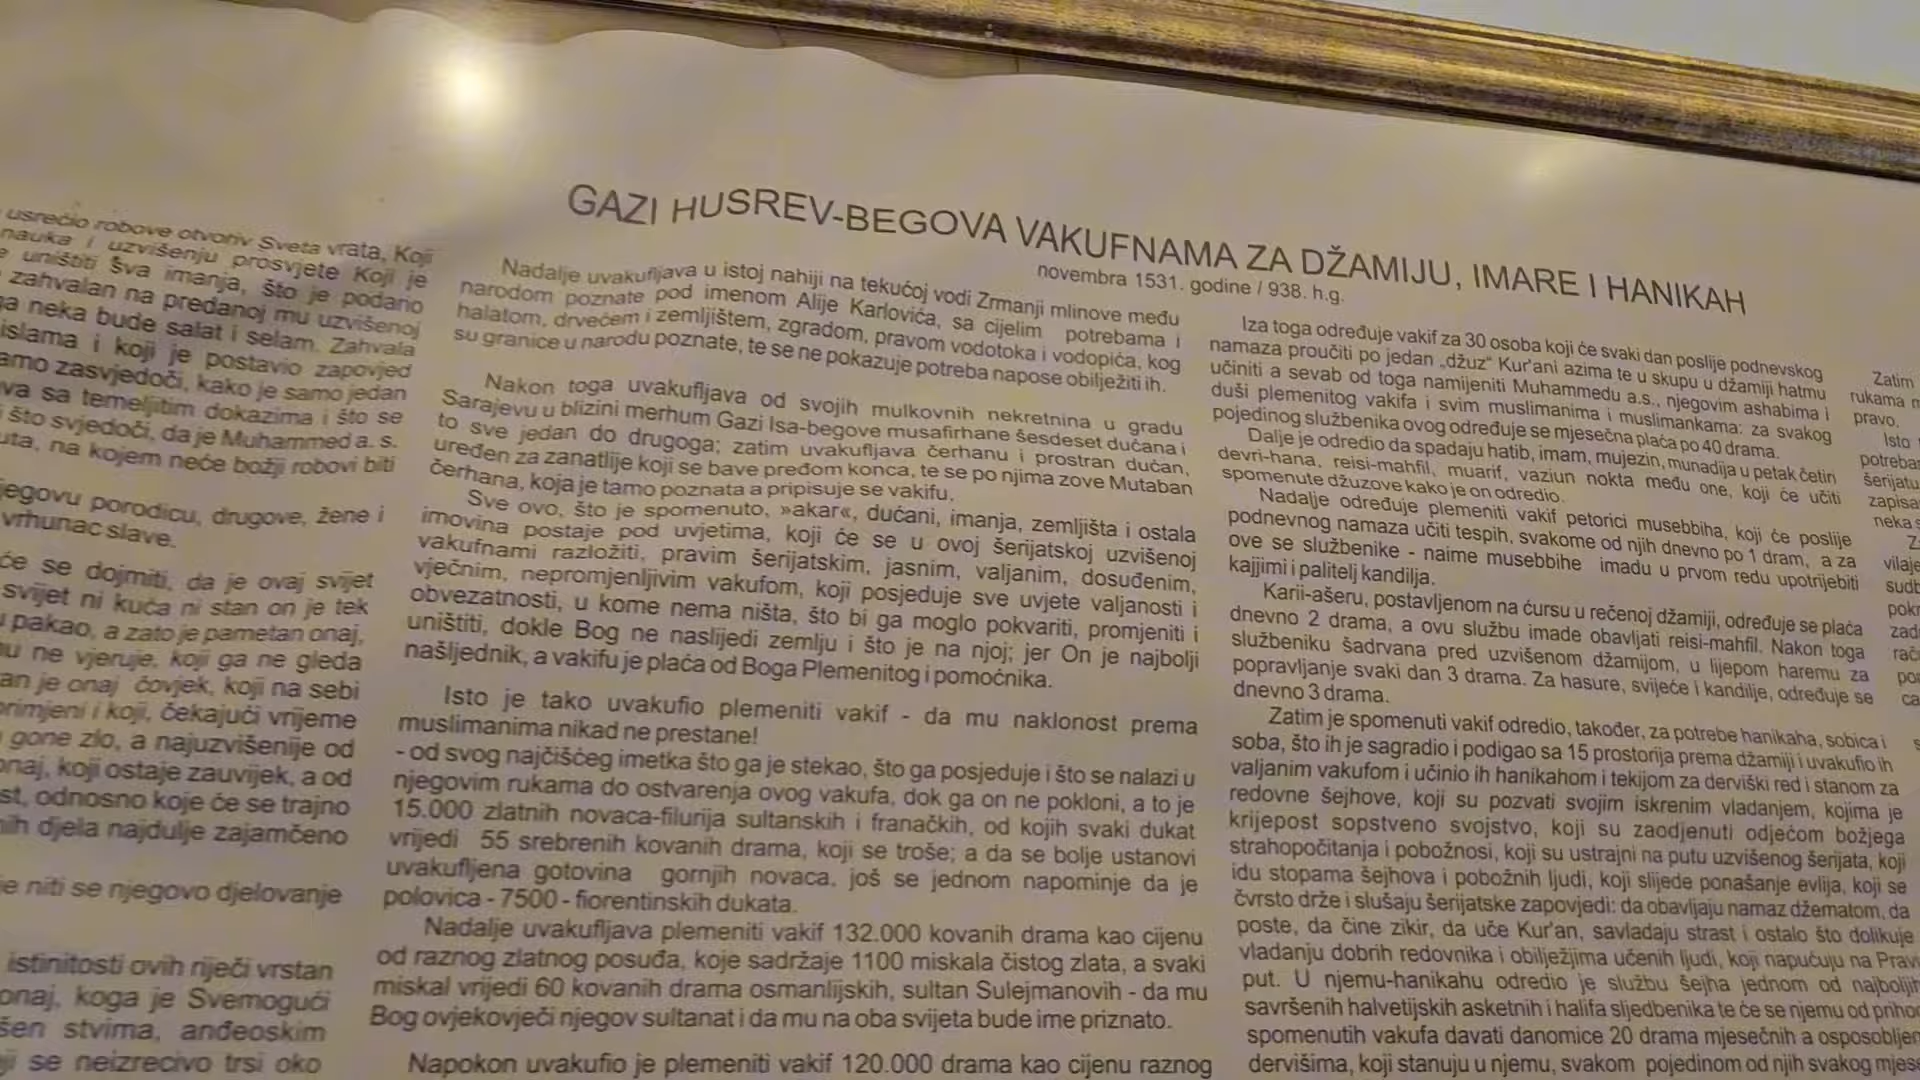 GAZI HUSREV-BEGOVA VAKUFNAMA ZA DŽAMIJU, IMARE I HANIKAH
novembra 1531. godine / 938. h.g.
usrećio robove otvoriv Sveta vrata, Koji
nauka i uzvišenju prosvjete Koji je
uništiti sva imanja, što je podano
zahvalan na predanoj mu uzvišenoj
neka bude salat i selam. Zahvala
islama i koji je postavio zapovjed
zasvjedoči, kako je samo jedan
sa temeljitim dokazima i što se
što svjedoči, da je Muhammed a. s.
na kojem neće božji robovi biti
porodicu, drugove, žene i
vrhunac slave.
će se dojmiti, da je ovaj svijet
svijet ni kuća ni stan on je tek
pakao, a zato je pametan onaj,
ne vjeruje, koji ga ne gleda
je onaj čovjek, koji na sebi
i koji, čekajući vrijeme
gone zlo, a najuzvišenije od
koji ostaje zauvijek, a od
odnosno koje će se trajno
djela najdulje zajamčeno
niti se njegovo djelovanje
istinitosti ovih riječi vrstan
onaj, koga je Svemogući
stvima, anđeoskim
se neizrecivo trsi oko
Nadalje uvakufljava u istoj nahiji na tekućoj vodi Zrmanji mlinove među
narodom poznate pod imenom Alije Karlovića, sa cijelim potrebama i
halatom, drvećem i zemljištem, zgradom, pravom vodotoka i vodopića, kog
su granice u narodu poznate, te se ne pokazuje potreba napose obilježiti ih.
Nakon toga uvakufljava od svojih mulkovnih nekretnina u gradu
Sarajevu u blizini merhum Gazi Isa-begove musafirhane šesdeset dućana i
to sve jedan do drugoga; zatim uvakufljava čerhanu i prostran dućan,
uređen za zanatlije koji se bave pređom konca, te se po njima zove Mutaban
čerhana, koja je tamo poznata a pripisuje se vakifu.
Sve ovo, što je spomenuto, »akar«, dućani, imanja, zemljišta i ostala
imovina postaje pod uvjetima, koji će se u ovoj šerijatskoj uzvišenoj
vakufnami razložiti, pravim šerijatskim, jasnim, valjanim, dosuđenim,
vječnim, nepromjenljivim vakufom, koji posjeduje sve uvjete valjanosti i
obvezatnosti, u kome nema ništa, što bi ga moglo pokvariti, promjeniti i
uništiti, dokle Bog ne naslijedi zemlju i što je na njoj; jer On je najbolji
našljednik, a vakifu je plaća od Boga Plemenitog i pomoćnika.
Isto je tako uvakufio plemeniti vakif - da mu naklonost prema
muslimanima nikad ne prestane!
- od svog najčišćeg imetka što ga je stekao, što ga posjeduje i što se nalazi u
njegovim rukama do ostvarenja ovog vakufa, dok ga on ne pokloni, a to je
15.000 zlatnih novaca-filurija sultanskih i franačkih, od kojih svaki dukat
vrijedi 55 srebrenih kovanih drama, koji se troše; a da se bolje ustanovi
uvakufljena gotovina gornjih novaca, još se jednom napominje da je
polovica - 7500 - fiorentinskih dukata.
Nadalje uvakufljava plemeniti vakif 132.000 kovanih drama kao cijenu
od raznog zlatnog posuđa, koje sadržaje 1100 miskala čistog zlata, a svaki
miskal vrijedi 60 kovanih drama osmanlijskih, sultan Sulejmanovih - da mu
Bog ovjekovječi njegov sultanat i da mu na oba svijeta bude ime priznato.
Napokon uvakufio je plemeniti vakif 120.000 drama kao cijenu raznog
Iza toga određuje vakif za 30 osoba koji će svaki dan poslije podnevskog
namaza proučiti po jedan „džuz“ Kur'ani azima te u skupu u džamiji hatmu
učiniti a sevab od toga namijeniti Muhammedu a.s., njegovim ashabima i
duši plemenitog vakifa i svim muslimanima i muslimankama: za svakog
pojedinog službenika ovog određuje se mjesečna plaća po 40 drama.
Dalje je odredio da spadaju hatib, imam, mujezin, munadija u petak četiri
devri-hana, reisi-mahfil, muarif, vaziun nokta među one, koji će učiti
spomenute džuzove kako je on odredio.
Nadalje određuje plemeniti vakif petorici musebbiha, koji će poslije
podnevnog namaza učiti tespih, svakome od njih dnevno po 1 dram, a za
ove se službenike - naime musebbihe imadu u prvom redu upotrijebiti
kajjimi i palitelj kandilja.
Karii-ašeru, postavljenom na ćursu u rečenoj džamiji, određuje se plaća
dnevno 2 drama, a ovu službu imade obavljati reisi-mahfil. Nakon toga
službeniku šadrvana pred uzvišenom džamijom, u lijepom haremu za
popravljanje svaki dan 3 drama. Za hasure, svijeće i kandilje, određuje se
dnevno 3 drama.
Zatim je spomenuti vakif odredio, također, za potrebe hanikaha, sobica i
soba, što ih je sagradio i podigao sa 15 prostorija prema džamiji i uvakufio ih
valjanim vakufom i učinio ih hanikahom i tekijom za derviški red i stanom za
redovne šejhove, koji su pozvati svojim iskrenim vladanjem, kojima je
krijepost sopstveno svojstvo, koji su zaodjenuti odjećom božjega
strahopočitanja i pobožnosti, koji su ustrajni na putu uzvišenog šerijata, koji
idu stopama šejhova i pobožnih ljudi, koji slijede ponašanje evlija, koji se
čvrsto drže i slušaju šerijatske zapovjedi: da obavljaju namaz džematom, da
poste, da čine zikir, da uče Kur'an, savladaju strast i ostalo što dolikuje
vladanju dobrih redovnika i obilježjima učenih ljudi, koji napućuju na
put. U njemu-hanikahu odredio je službu šejha jednom od
savršenih halvetijskih asketnih i halifa sljedbenika te će se njemu od
spomenutih vakufa davati danomice 20 drama mjesečnih a
dervišima, koji stanuju u njemu, svakom pojedinom od njih svakog
Zatim
rukama
pravo.
Isto